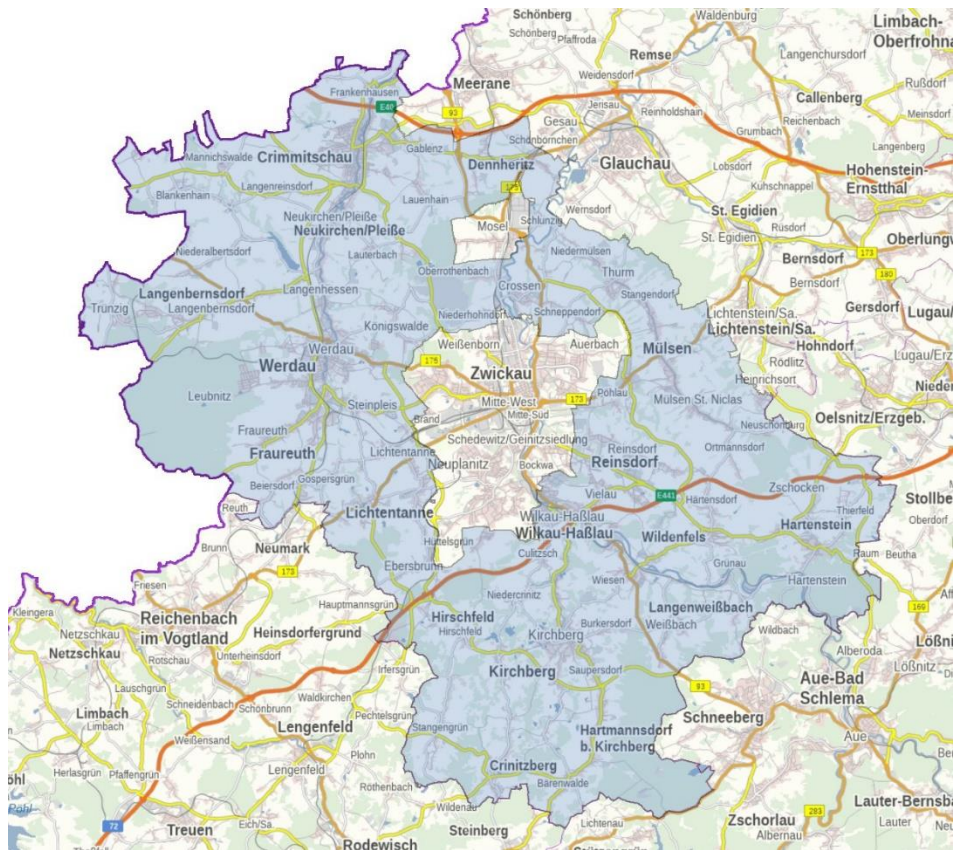 Schönberg
Schönberg
Pfaffroda
Waldenburg
Limbach-
Oberfrohna
Remse
Langenchursdorf
Meerane
Weidensdorf
Rußdorf
Frankenhausen
Callenberg
E40
93
Jerisau
Reinholdshain
Meinsdorf
Gesau
Grumbach
Reichenbach
Schönbörnchen
Langenberg
Mannichswalde
Crimmitschau
Gablenz
Dennheritz
Glauchau
Lobsdorf
Hohenstein-
Ernstthal
Blankenhain
Langenreinsdorf
Lauenhain
175
Kuhschnappel
Neukirchen/Pleiße
Neukirchen/Pleiße
Mosel
Schlunzig
Wernsdorf
St. Egidien
Rüsdorf
St. Egidien
Oberlungw
Niederalbertsdorf
Lauterbach
Niedermülsen
Bernsdorf
173
Oberrothenbach
Thurm
180
Trünzig
Langenbernsdorf
Langenhessen
Crossen
Stangendorf
Bernsdorf
Gersdorf
Langenbernsdorf
Niederhohndorf
Schneppendorf
Lichtenstein/Sa.
Lichtenstein/Sa.
Lugau/
Königswalde
Weißenborn
Auerbach
Mülsen
Hohndorf
Werdau
Werdau
175
Zwickau
Rödlitz
Lugau/Erz
Heinrichsort
Leubnitz
Mitte-West
173
Pöhlau
Mülsen St. Niclas
Oelsnitz/Erzgeb.
Steinpleis
Brand
Mitte-Süd
Neuschönburg
Fraureuth
Schedewitz/Geinitzsiedlung
Reinsdorf
Ortmannsdorf
Fraureuth
Lichtentanne
Neuplanitz
Bockwa
Reinsdorf
Beiersdorf
Gospersgrün
Vielau
E441
Härtensdorf
Zschocken
Stollbe
Reuth
Lichtentanne
Wilkau-Haßlau
Wilkau-Haßlau
Thierfeld
Oberdorf
Brunn
Neumark
Hüttelsgrün
Culitzsch
Wildenfels
Hartenstein
Raum
Beutha
173
Ebersbrunn
Grünau
Friesen
Wiesen
Hartenstein
Kleingera
Hauptmannsgrün
Niedercrinitz
Langenweißbach
169
Reichenbach
im Vogtland
Hirschfeld
Netzschkau
Netzschkau
Heinsdorfergrund
Hirschfeld
Kirchberg
Burkersdorf
Weißbach
Wildbach
Alberoda
Lößni
Rotschau
Unterheinsdorf
Irfersgrün
Kirchberg
Saupersdorf
Lößnitz
Lauschgrün
Waldkirchen
93
Aue-Bad
Schlema
Limbach
Schneidenbach
Schönbrunn
Pechtelsgrün
Schneeberg
Limbach
Lengenfeld
Stangengrün
Hartmannsdorf
b. Kirchberg
Aue
Weißensand
Plohn
Herlasgrün
Pfaffengrün
Lengenfeld
Crinitzberg
Röthenbach
Bärenwalde
Lauter-Bernsba
Pöhl
Wildenau
283
72
Treuen
Eich/Sa.
Steinberg
Lichtenau
Zschorlau
Lauter
Albernau
Rodewisch